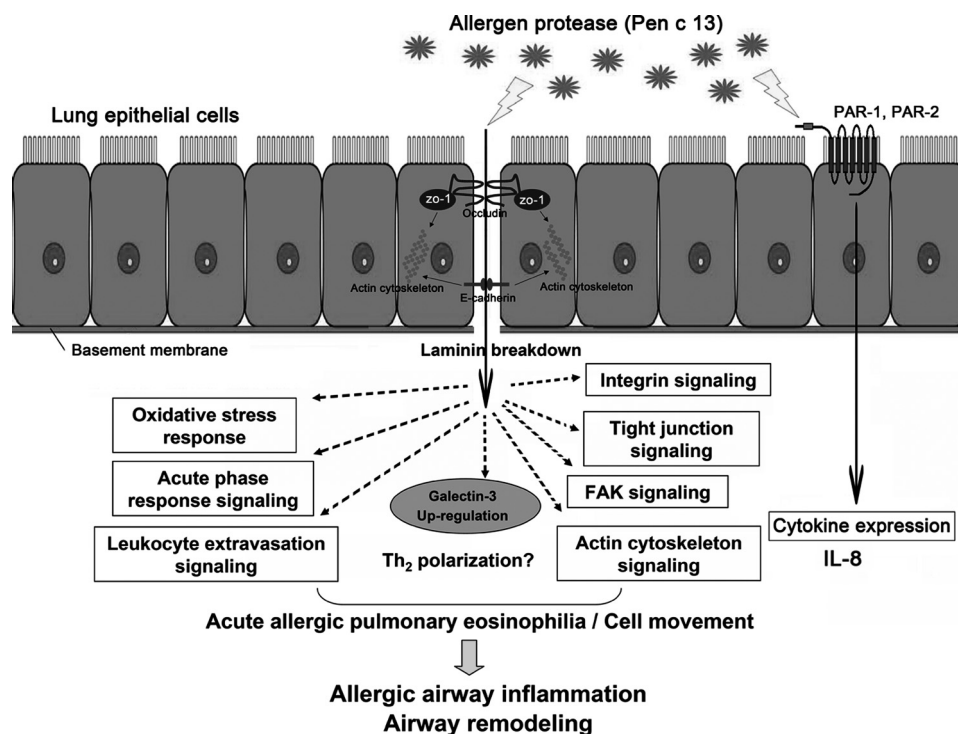 Allergen protease (Pen c 13)
Lung epithelial cells
PAR-1, PAR-2
zo-1
zo-1
Occludin
Actin cytoskeleton
E-cadherin
Actin cytoskeleton
Basement membrane
Laminin breakdown
Integrin signaling
Oxidative stress
response
Tight junction
signaling
Acute phase
response signaling
FAK signaling
Galectin-3
Up-regulation
Cytokine expression
IL-8
Leukocyte extravasation
signaling
Th₂ polarization?
Actin cytoskeleton
signaling
Acute allergic pulmonary eosinophilia / Cell movement
Allergic airway inflammation
Airway remodeling